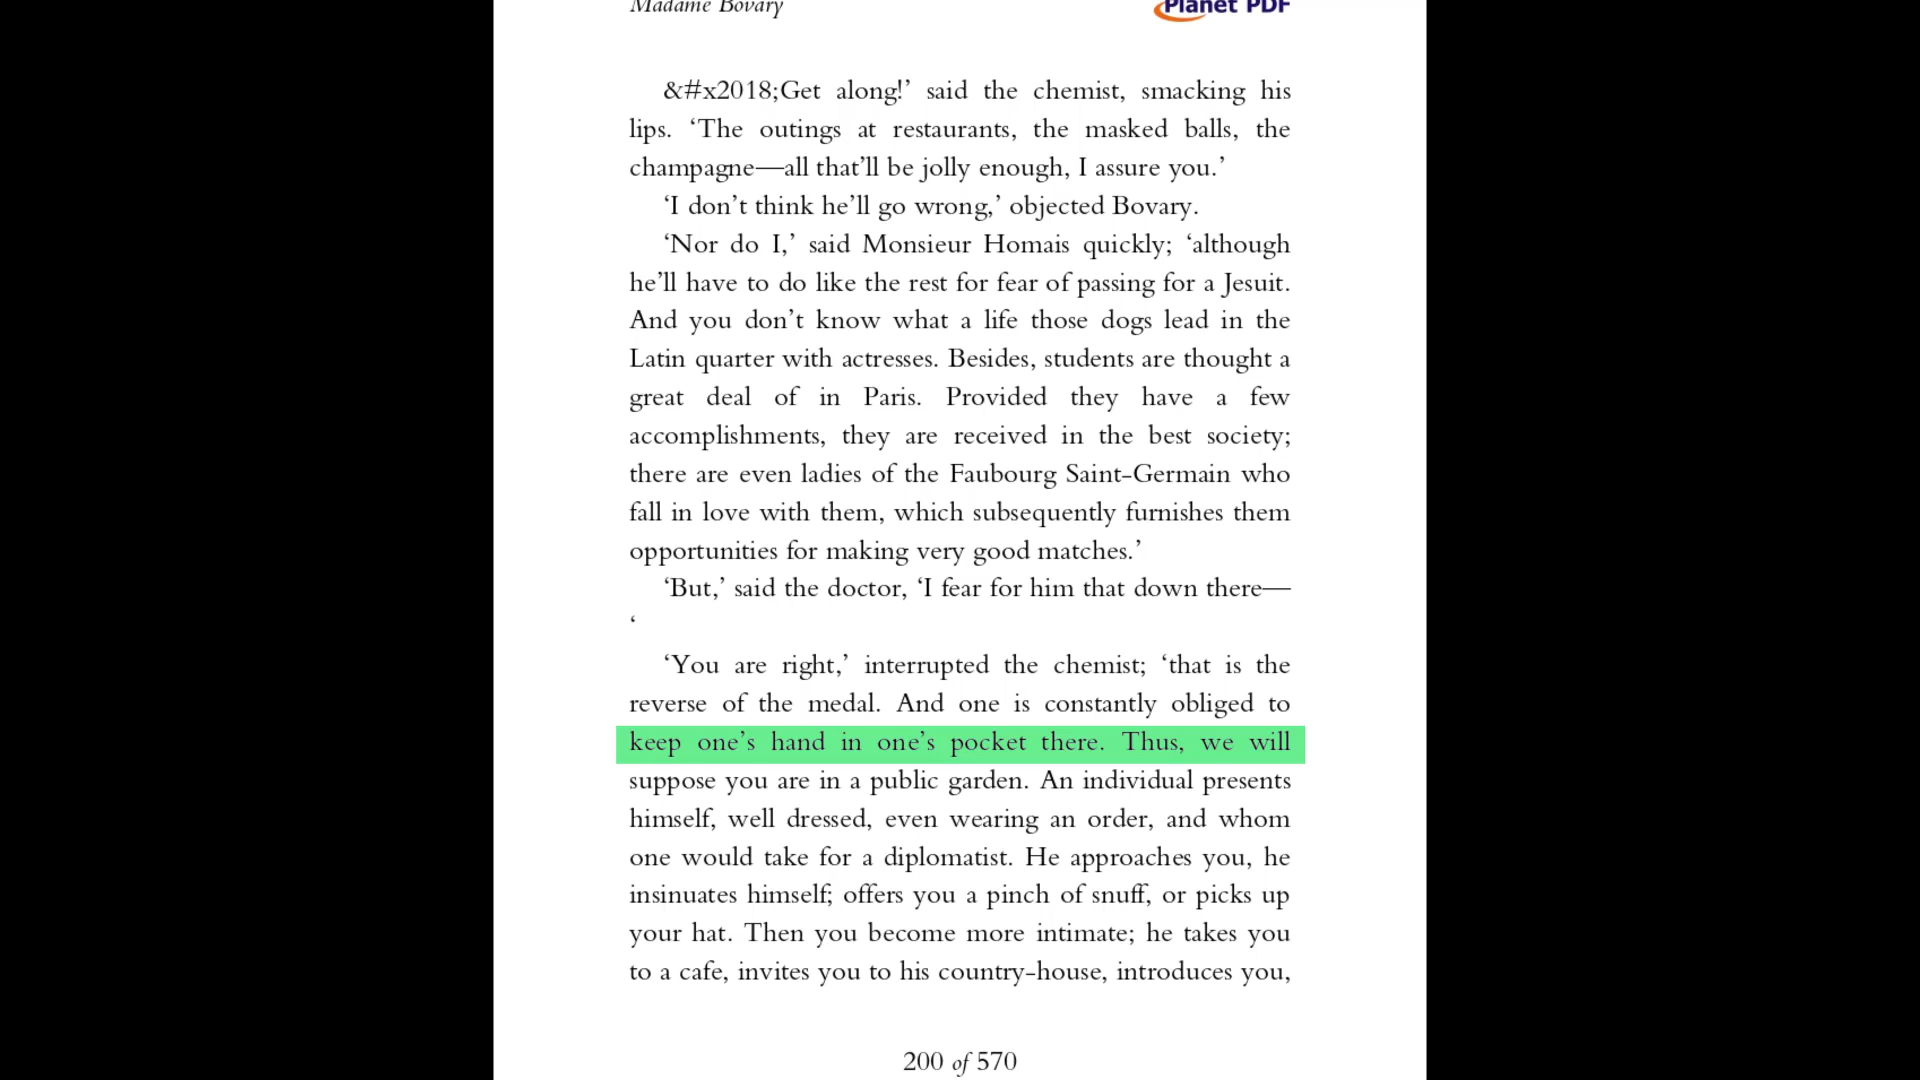 Madame Bovary
Planet PDF
&#x2018;Get along!’ said the chemist, smacking his
lips. ‘The outings at restaurants, the masked balls, the
champagne—all that’ll be jolly enough, I assure you.’
‘I don’t think he’ll go wrong,’ objected Bovary.
‘Nor do I,’ said Monsieur Homais quickly; ‘although
he’ll have to do like the rest for fear of passing for a Jesuit.
And you don’t know what a life those dogs lead in the
Latin quarter with actresses. Besides, students are thought a
great deal of in Paris. Provided they have a few
accomplishments, they are received in the best society;
there are even ladies of the Faubourg Saint-Germain who
fall in love with them, which subsequently furnishes them
opportunities for making very good matches.’
‘But,’ said the doctor, ‘I fear for him that down there—
‘
‘You are right,’ interrupted the chemist; ‘that is the
reverse of the medal. And one is constantly obliged to
keep one’s hand in one’s pocket there. Thus, we will
suppose you are in a public garden. An individual presents
himself, well dressed, even wearing an order, and whom
one would take for a diplomatist. He approaches you, he
insinuates himself; offers you a pinch of snuff, or picks up
your hat. Then you become more intimate; he takes you
to a cafe, invites you to his country-house, introduces you,
200 of 570